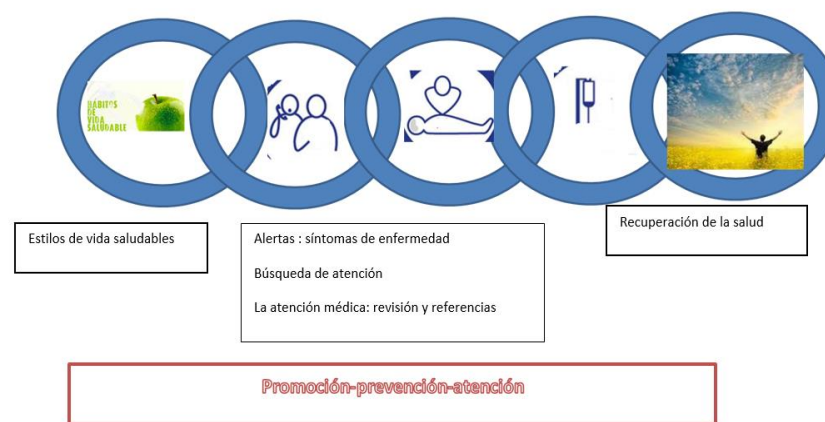 HÁBITOS
DE
VIDA
SALUDABLE
Estilos de vida saludables
Alertas : síntomas de enfermedad
Búsqueda de atención
La atención médica: revisión y referencias
Recuperación de la salud
Promoción-prevención-atención